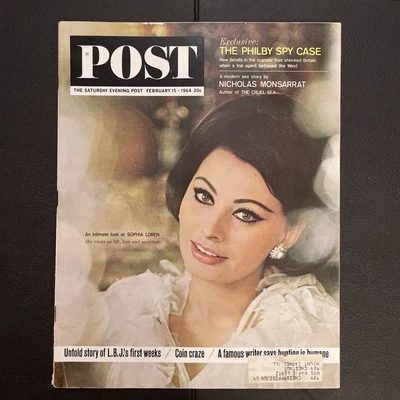 Exclusive:
THE PHILBY SPY CASE
New details in the scandal that shocked Britain
when a top agent betrayed the West
A modern sea story by
NICHOLAS MONSARRAT
Author of THE CRUEL SEA
POST
THE SATURDAY EVENING POST FEBRUARY 15 · 1964 20c
An intimate look at SOPHIA LOREN
Her views on life, love and marriage
Untold story of L.B.J.'s first weeks / Coin craze / A famous writer says hunting is humane